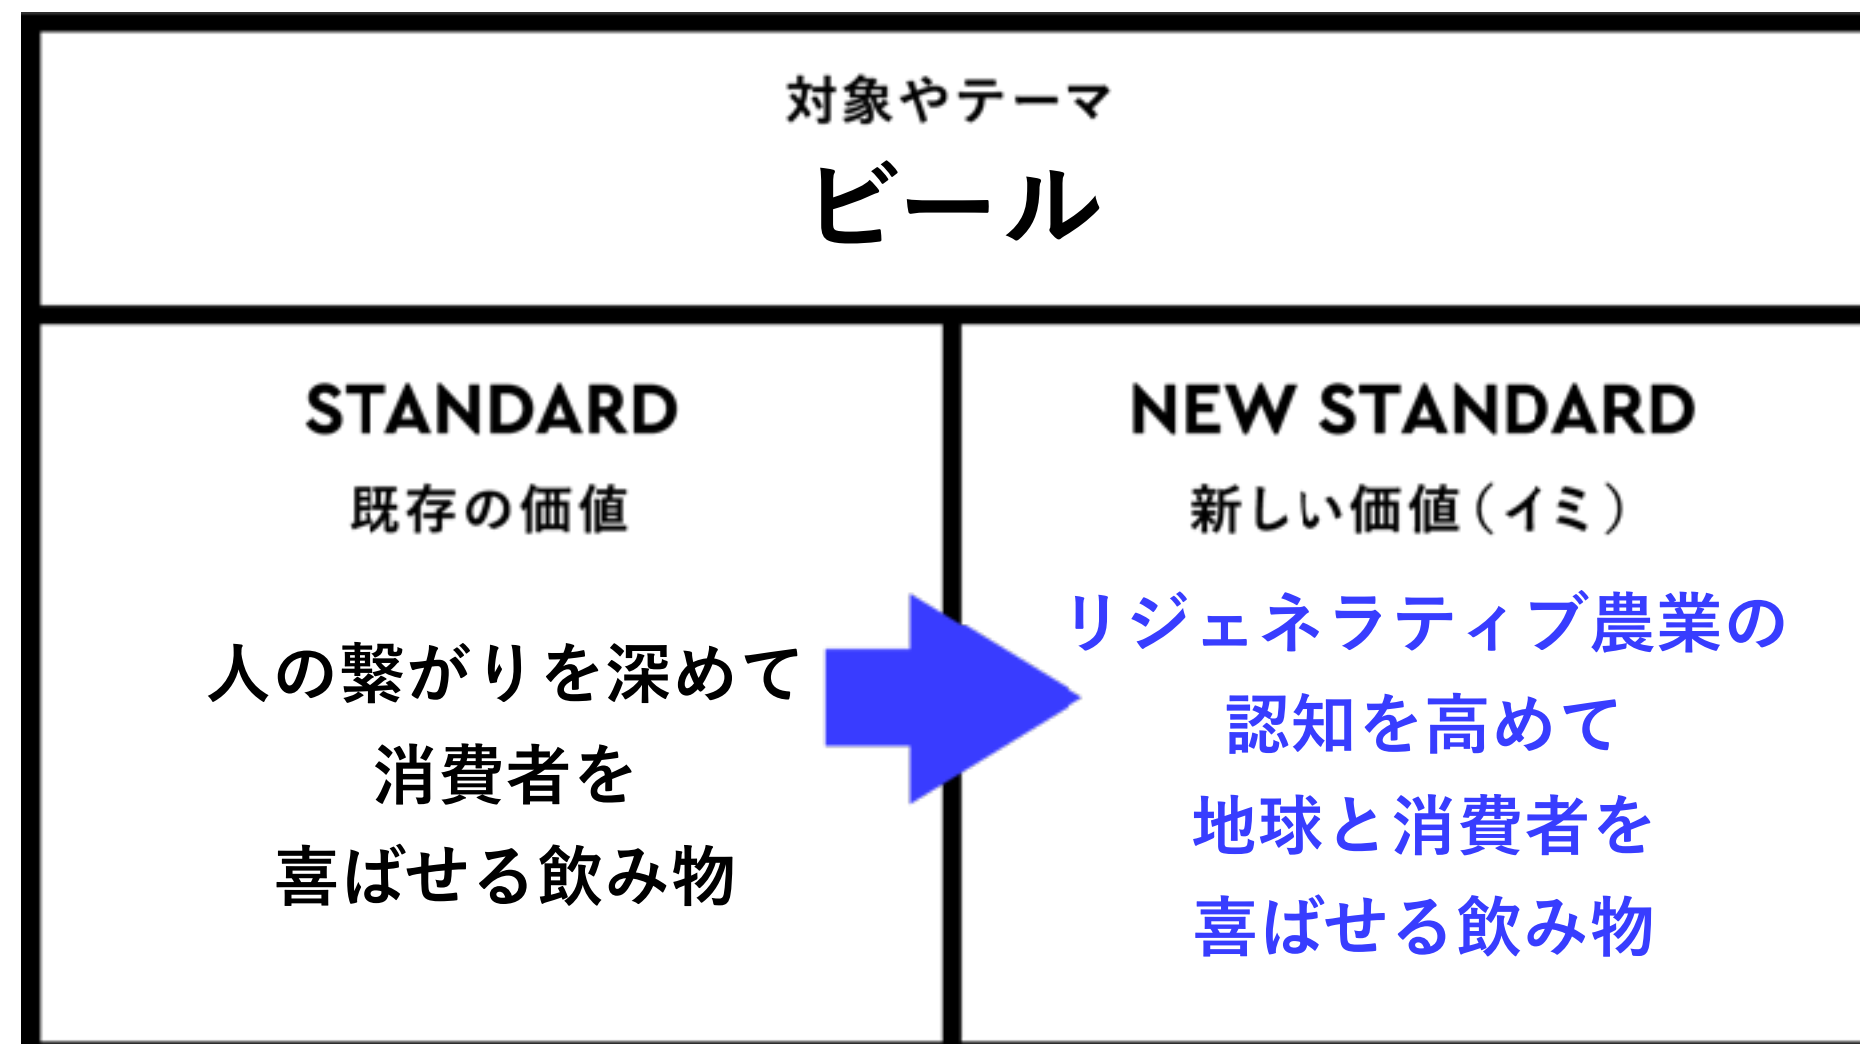 対象やテーマ
ビール
STANDARD
既存の価値
人の繋がりを深めて
消費者を
喜ばせる飲み物
NEW STANDARD
新しい価値（イミ）
リジェネラティブ農業の
認知を高めて
地球と消費者を
喜ばせる飲み物